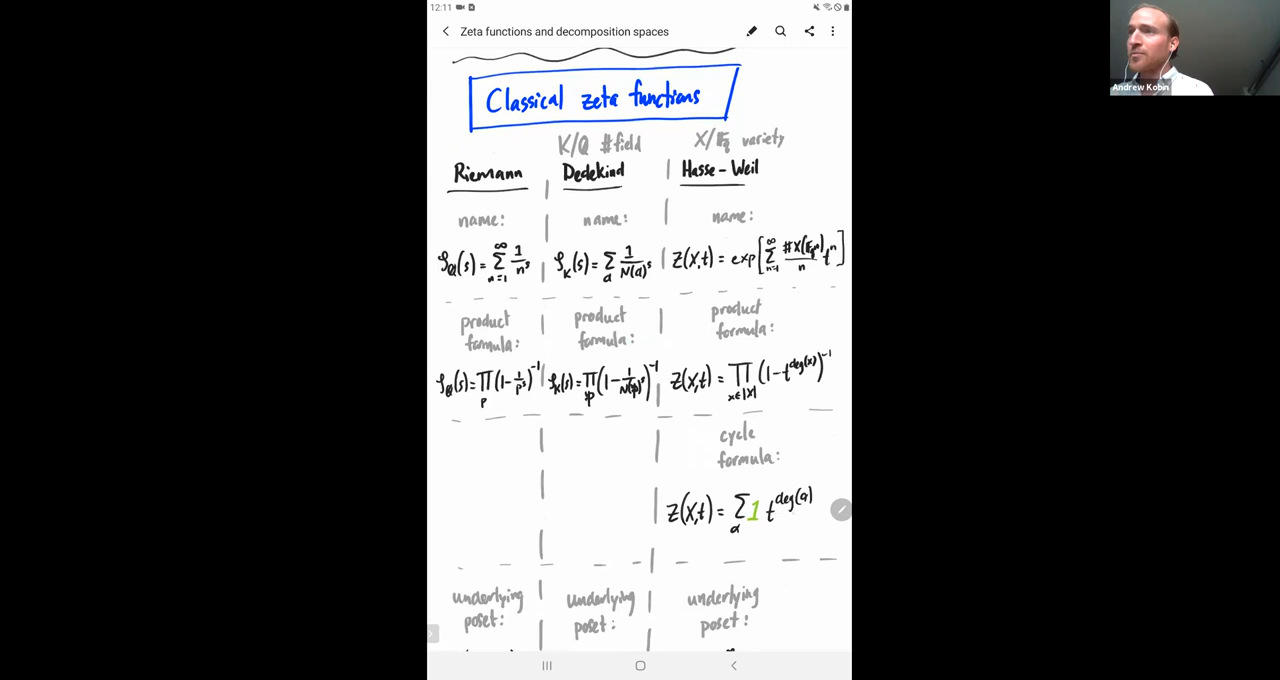 12:11
Zeta functions and decomposition spaces
Andrew Kobin
Classical zeta functions
K/Q #field
X/𝔽q variety
Riemann
Dedekind
Hasse-Weil
name:
name:
name:
ζ_Q(s) = Σ_{n=1}^∞ 1/n^s
ζ_K(s) = Σ_a 1/N(a)^s
Z(X,t) = exp[Σ_{n=1}^∞ #X(𝔽_{q^n})/n t^n]
product formula:
product formula:
product formula:
ζ_Q(s) = ∏_p (1 - 1/p^s)^{-1}
ζ_K(s) = ∏_p (1 - 1/N(p)^s)^{-1}
Z(X,t) = ∏_{x∈|X|} (1 - t^{deg(x)})^{-1}
cycle formula:
Z(X,t) = Σ_α 1 t^{deg(α)}
underlying poset:
underlying poset:
underlying poset: